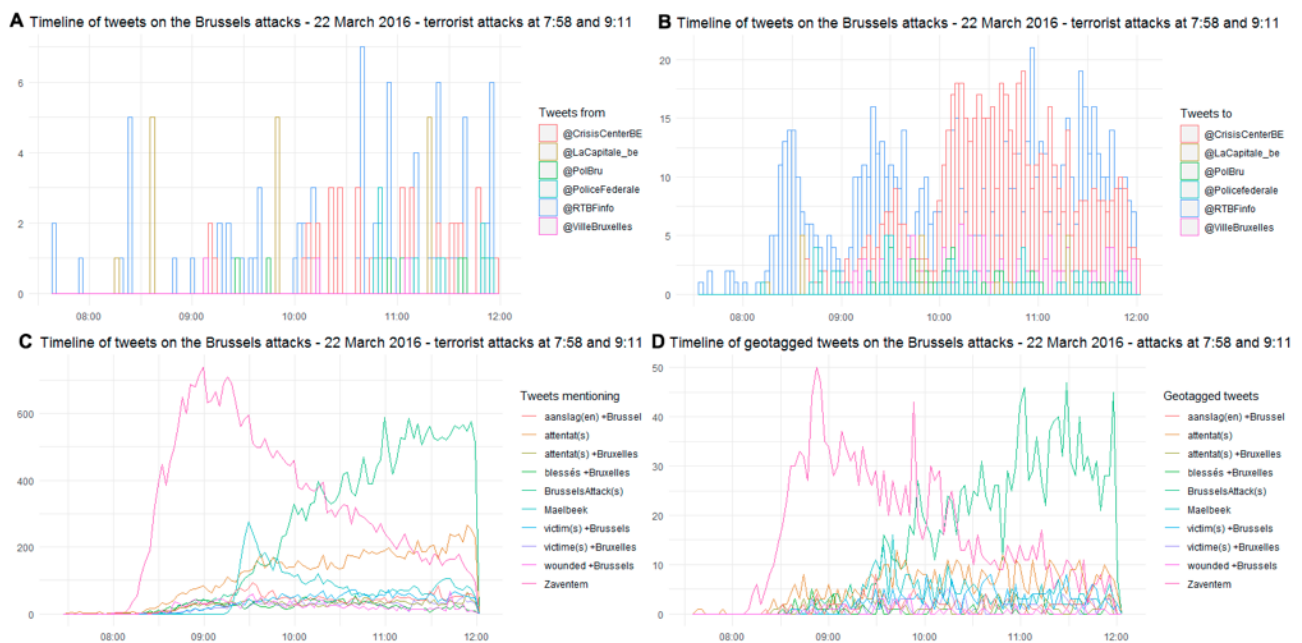 A Timeline of tweets on the Brussels attacks - 22 March 2016 - terrorist attacks at 7:58 and 9:11
6
4
2
0
08:00 09:00 10:00 11:00 12:00
Tweets from
@CrisisCenterBE
@LaCapitale_be
@PolBru
@PoliceFederale
@RTBFinfo
@VilleBruxelles
B Timeline of tweets on the Brussels attacks - 22 March 2016 - terrorist attacks at 7:58 and 9:11
20
15
10
5
0
08:00 09:00 10:00 11:00 12:00
Tweets to
@CrisisCenterBE
@LaCapitale_be
@PolBru
@Policefederale
@RTBFinfo
@VilleBruxelles
C Timeline of tweets on the Brussels attacks - 22 March 2016 - terrorist attacks at 7:58 and 9:11
600
400
200
0
08:00 09:00 10:00 11:00 12:00
Tweets mentioning
aanslag(en) +Brussel
attentat(s)
attentat(s) +Bruxelles
blessés +Bruxelles
BrusselsAttack(s)
Maelbeek
victim(s) +Brussels
victime(s) +Bruxelles
wounded +Brussels
Zaventem
D Timeline of geotagged tweets on the Brussels attacks - 22 March 2016 - attacks at 7:58 and 9:11
50
40
30
20
10
0
08:00 09:00 10:00 11:00 12:00
Geotagged tweets
aanslag(en) +Brussel
attentat(s)
attentat(s) +Bruxelles
blessés +Bruxelles
BrusselsAttack(s)
Maelbeek
victim(s) +Brussels
victime(s) +Bruxelles
wounded +Brussels
Zaventem